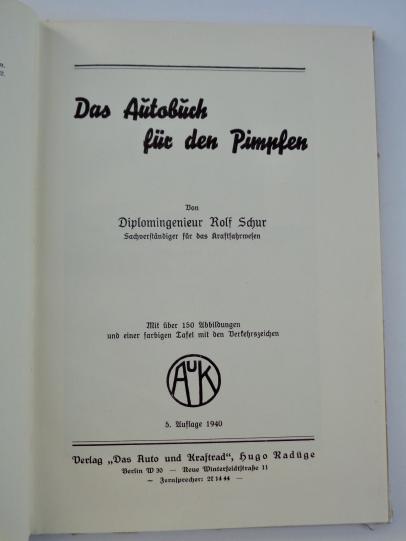 Das Autobuch
für den Pimpfen
Von
Diplomingenieur Rolf Schur
Sachverständiger für das Kraftfahrwesen
Mit über 150 Abbildungen
und einer farbigen Tafel mit den Verkehrszeichen
AuK
5. Auflage 1940
Verlag „Das Auto und Kraftrad", Hugo Radüge
Berlin W 30 — Neue Winterfeldtstraße 11
— Fernsprecher: 27 14 44 —